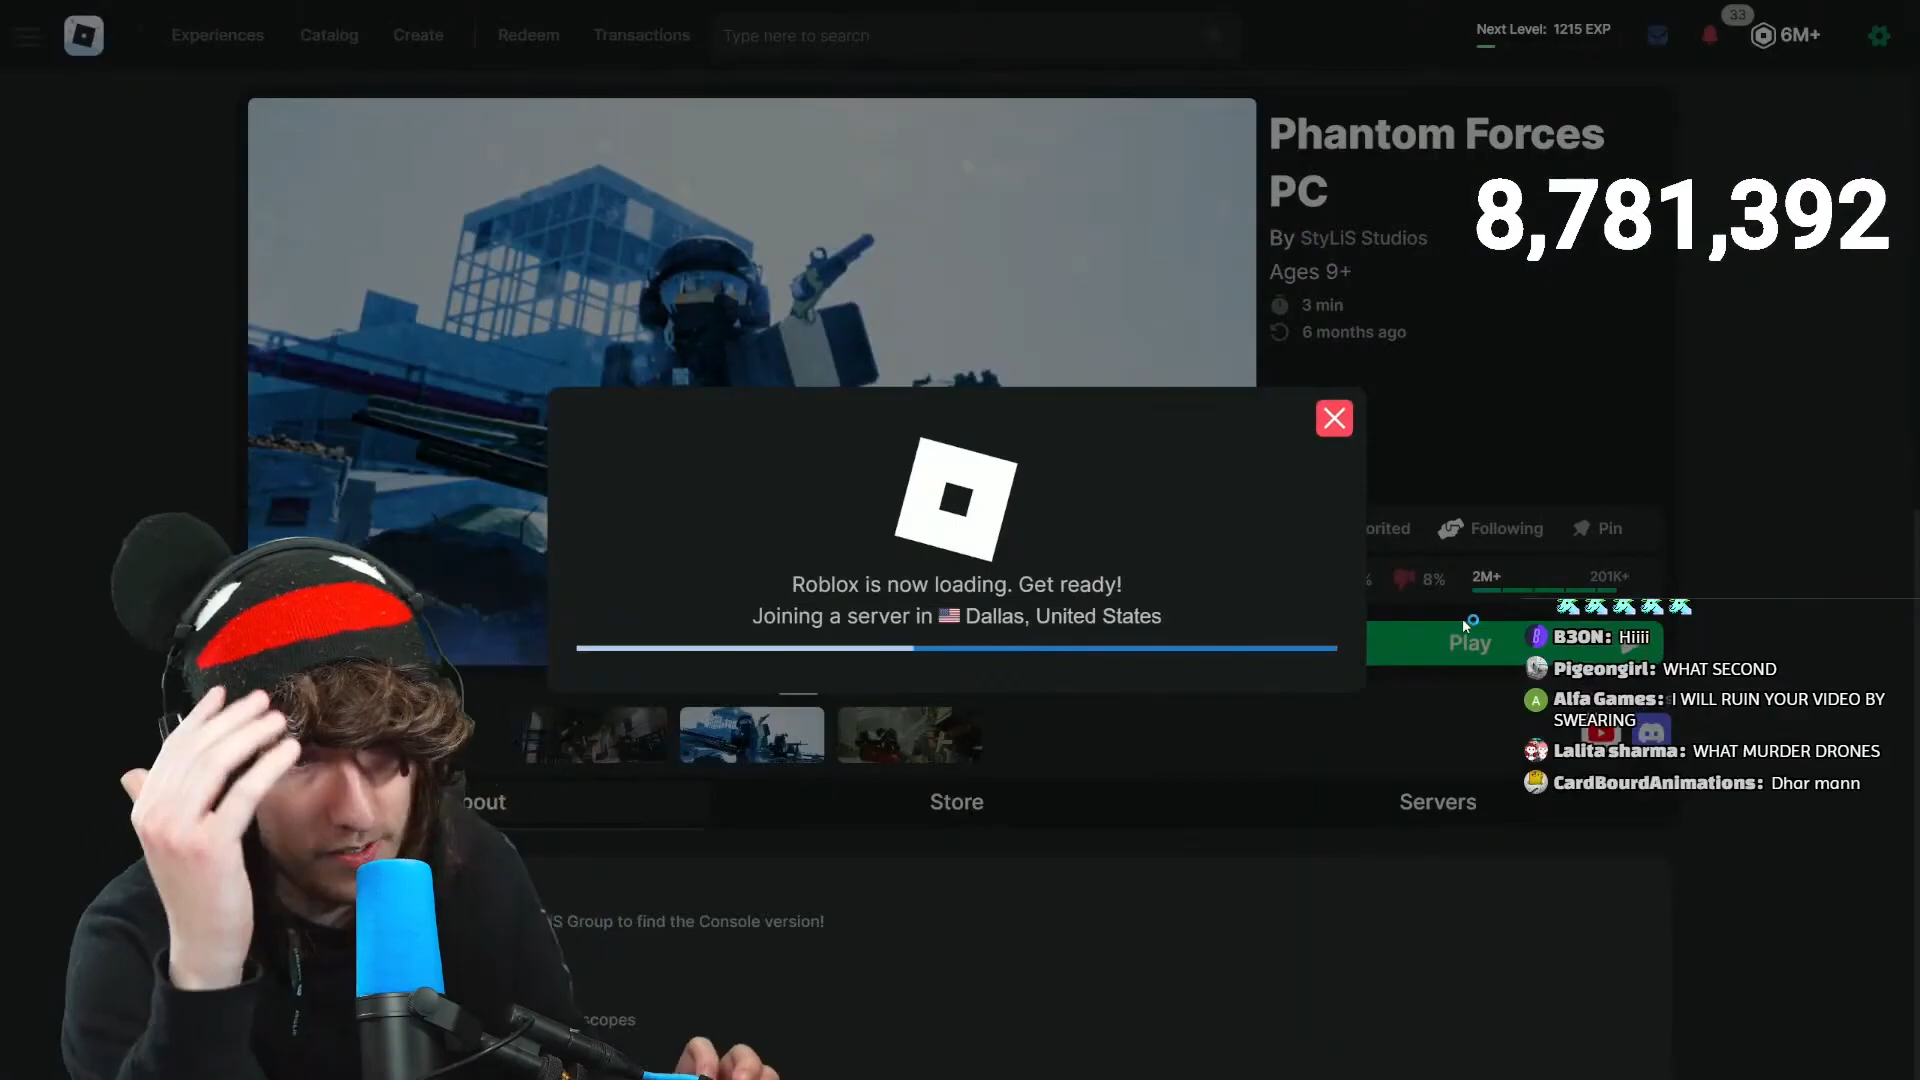 Experiences Catalog Create Redeem Transactions Type here to search Next Level: 1215 EXP 33 6M+
Phantom Forces
PC
8,781,392
By StyLiS Studios
Ages 9+
3 min
6 months ago
orited Following Pin
% 8% 2M+ 201K+
Roblox is now loading. Get ready!
Joining a server in Dallas, United States
Play
B3ON: Hiiii
Pigeongirl: WHAT SECOND
Alfa Games: I WILL RUIN YOUR VIDEO BY
SWEARING
Lalita sharma: WHAT MURDER DRONES
CardBourdAnimations: Dhar mann
bout Store Servers
S Group to find the Console version!
scopes